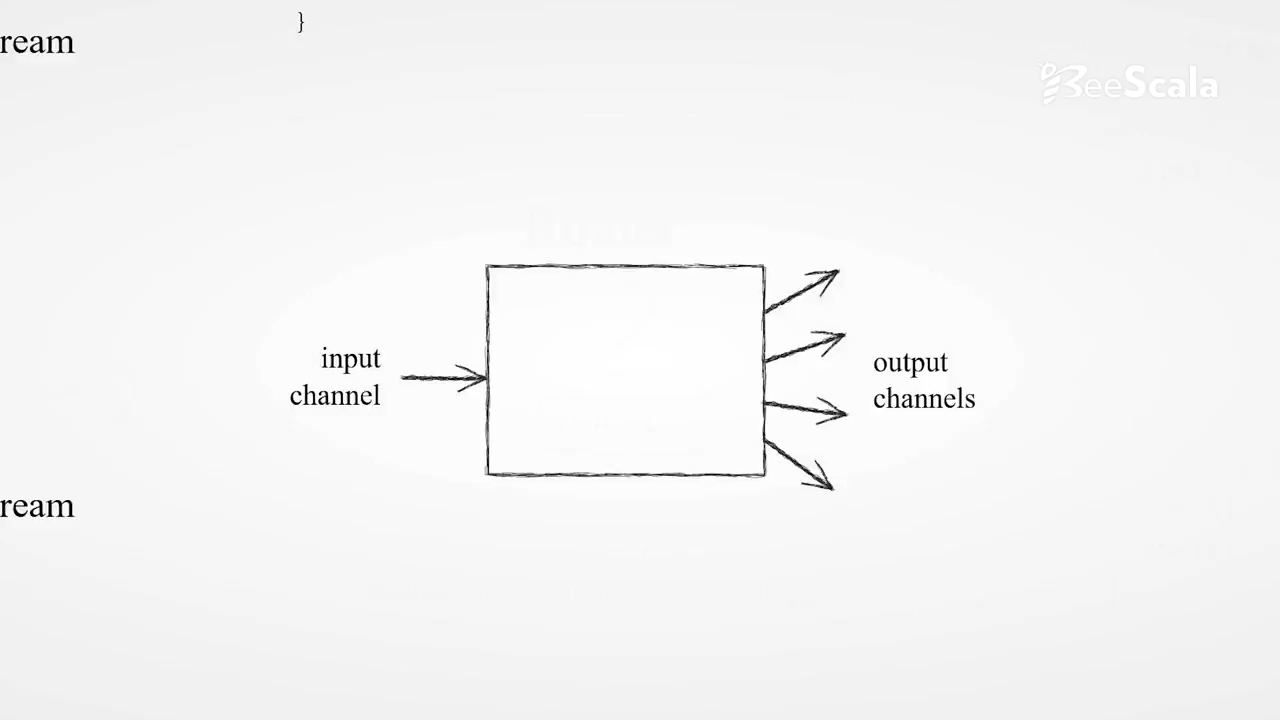 }
ream
BeeScala
input
channel
output
channels
ream